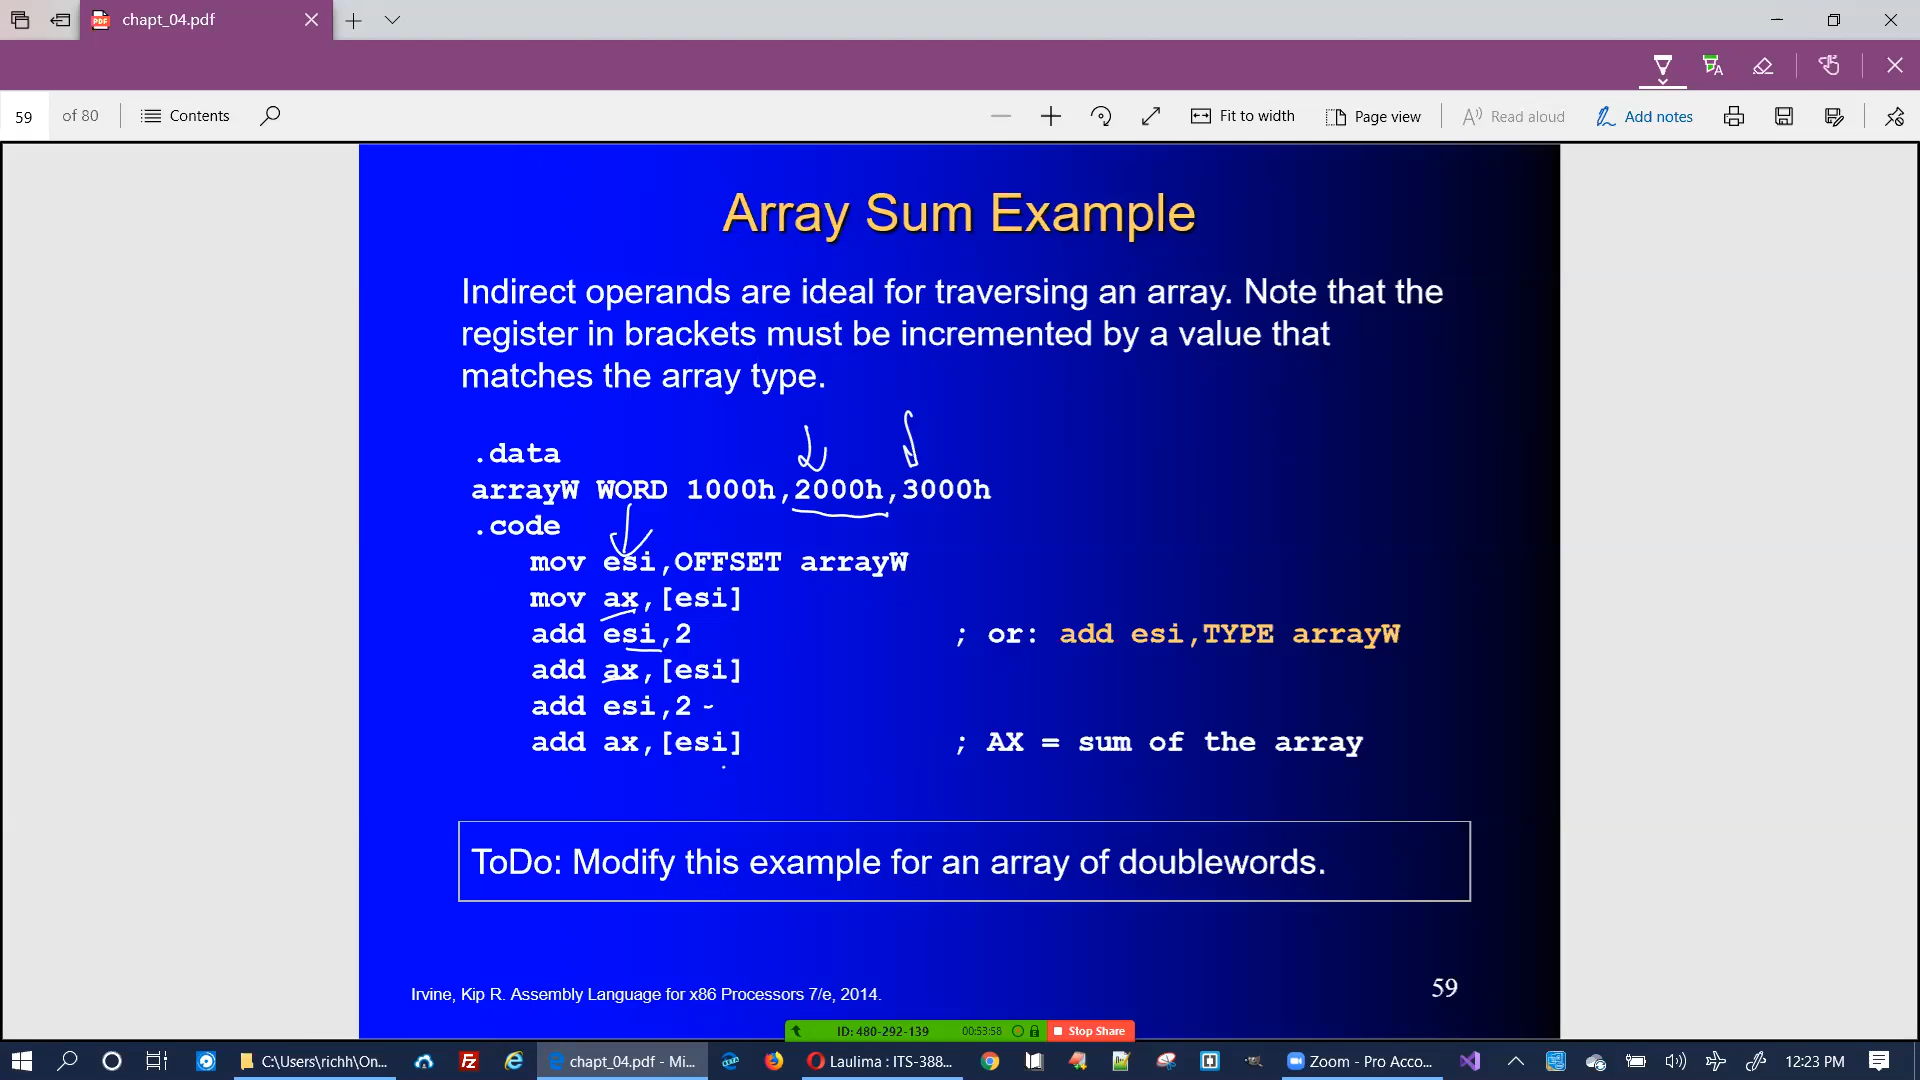 chapt_04.pdf
59 of 80 Contents Fit to width Page view Read aloud Add notes
Array Sum Example
Indirect operands are ideal for traversing an array. Note that the
register in brackets must be incremented by a value that
matches the array type.
.data
arrayW WORD 1000h,2000h,3000h
.code
mov esi,OFFSET arrayW
mov ax,[esi]
add esi,2 ; or: add esi,TYPE arrayW
add ax,[esi]
add esi,2
add ax,[esi] ; AX = sum of the array
ToDo: Modify this example for an array of doublewords.
Irvine, Kip R. Assembly Language for x86 Processors 7/e, 2014.
59
ID: 480-292-139 00:53:58 Stop Share
C:\Users\richh\On... chapt_04.pdf - Mi... Laulima : ITS-388... Zoom - Pro Acco... 12:23 PM